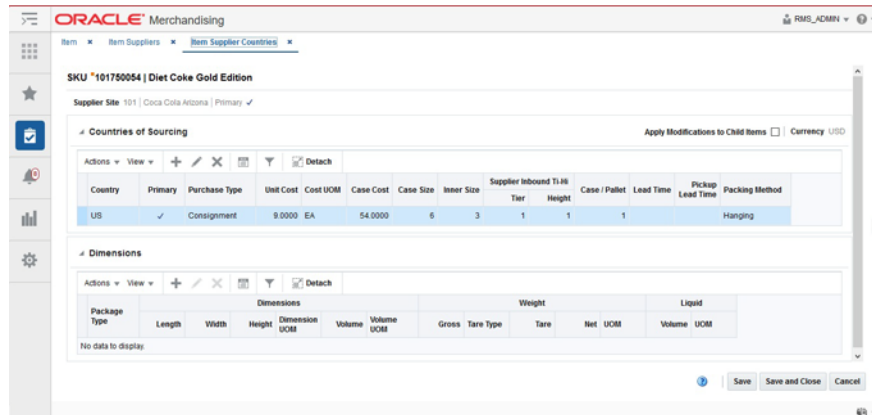 ORACLE Merchandising
RMS_ADMIN
Item × Item Suppliers × Item Supplier Countries ×
SKU *101750054 | Diet Coke Gold Edition
Supplier Site 101 | Coca Cola Arizona | Primary ✓
Countries of Sourcing Apply Modifications to Child Items Currency USD
Actions View Detach
Country Primary Purchase Type Unit Cost Cost UOM Case Cost Case Size Inner Size Supplier Inbound Ti-Hi Tier Height Case / Pallet Lead Time Pickup Lead Time Packing Method
US ✓ Consignment 9.0000 EA 54.0000 6 3 1 1 1 Hanging
Dimensions
Actions View Detach
Dimensions Weight Liquid
Package Type Length Width Height Dimension UOM Volume Volume UOM Gross Tare Type Tare Net UOM Volume UOM
No data to display.
Save Save and Close Cancel